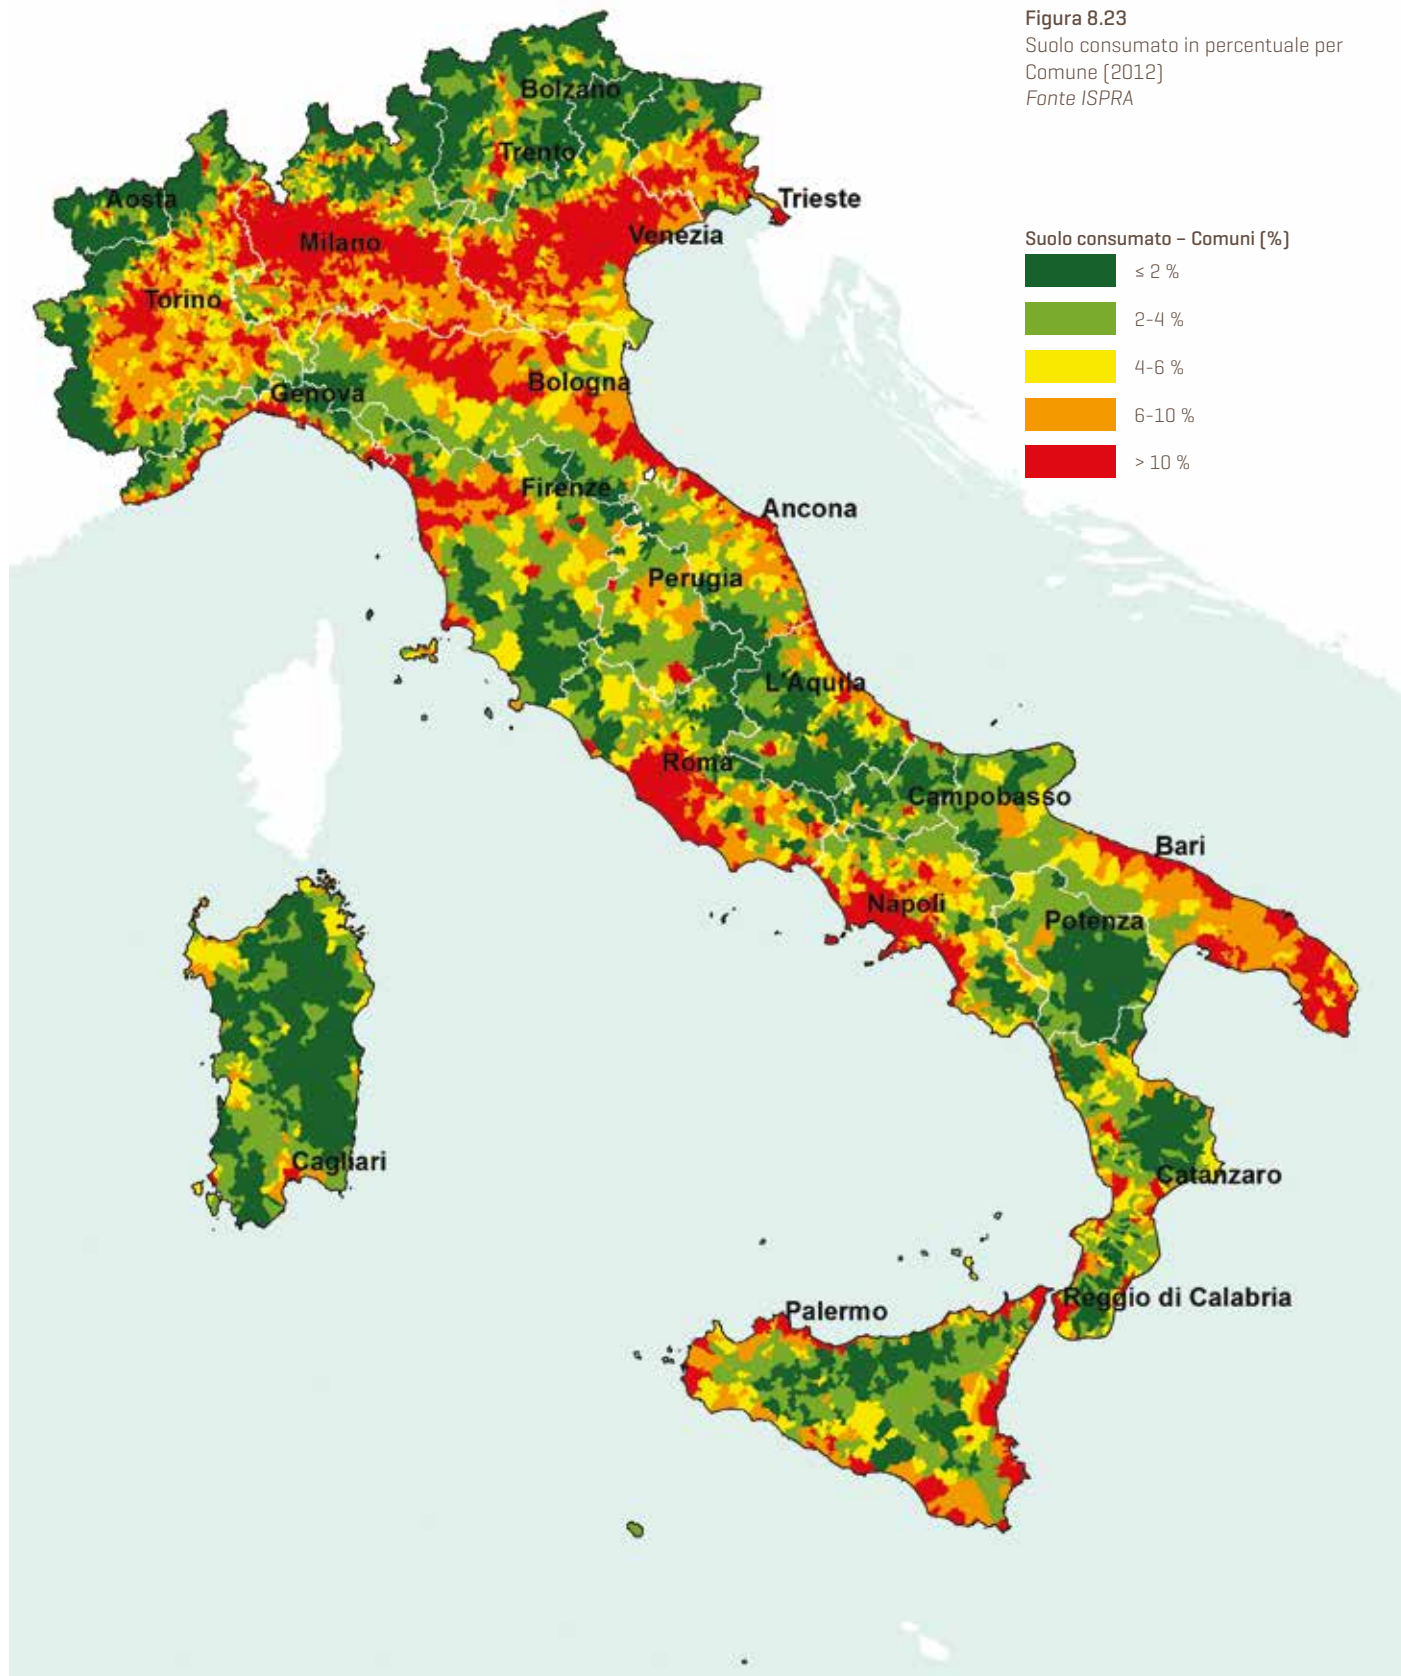 Figura 8.23
Suolo consumato in percentuale per
Comune (2012)
Fonte ISPRA
Bolzano
Trento
Aosta
Trieste
Milano
Venezia
Suolo consumato – Comuni (%)
≤ 2 %
2-4 %
4-6 %
6-10 %
> 10 %
Torino
Bologna
Genova
Firenze
Ancona
Perugia
L'Aquila
Roma
Campobasso
Bari
Napoli
Potenza
Cagliari
Catanzaro
Reggio di Calabria
Palermo